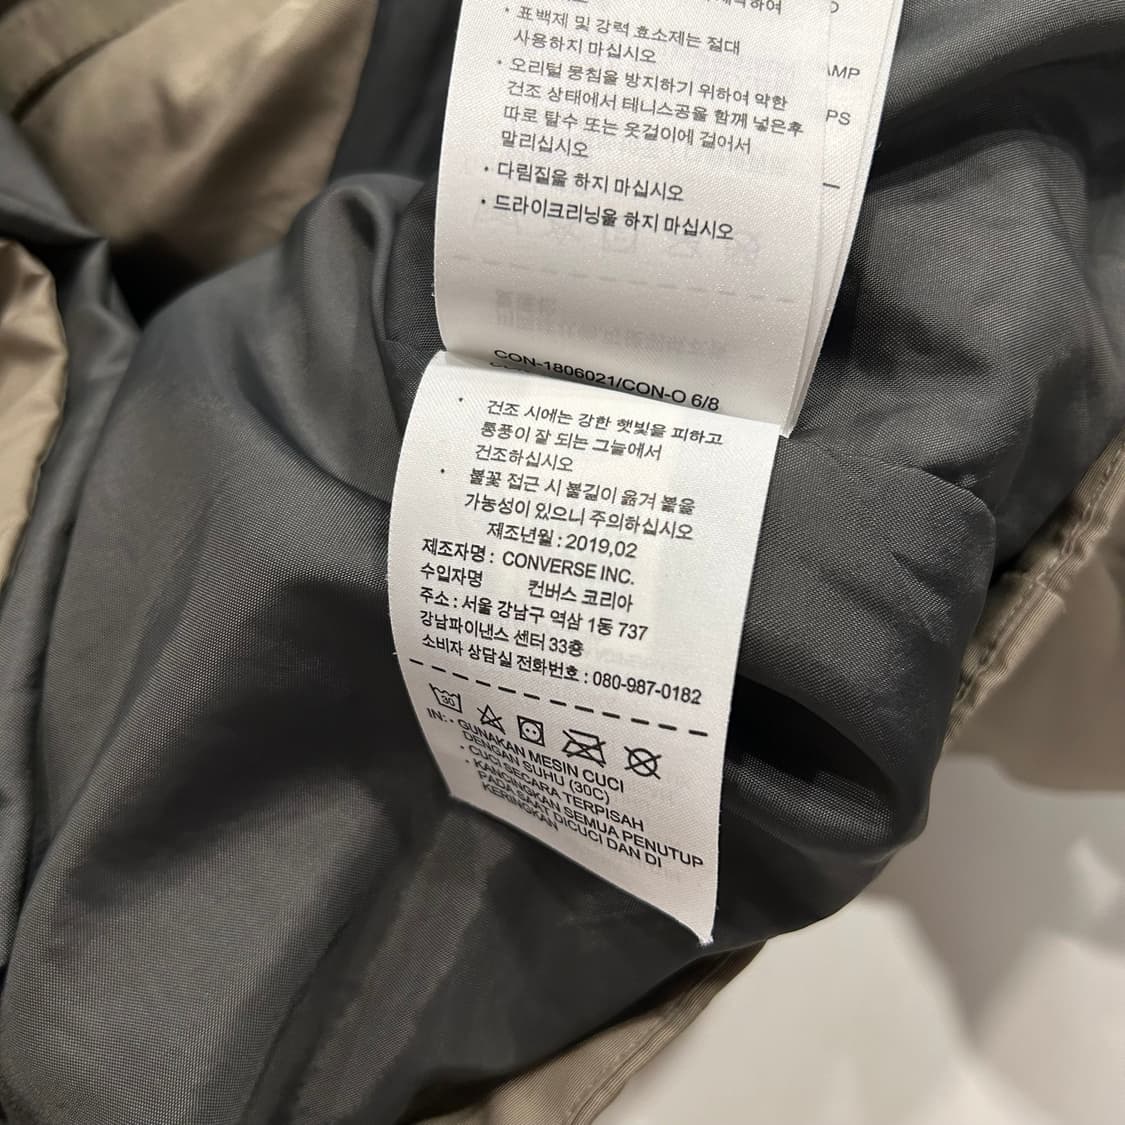 하여
• 표백제 및 강력 효소제는 절대
사용하지 마십시오
• 오리털 뭉침을 방지하기 위하여 약한
건조 상태에서 테니스공을 함께 넣은후
따로 탈수 또는 옷걸이에 걸어서
말리십시오
• 다림질을 하지 마십시오
• 드라이크리닝을 하지 마십시오
AMP
PS
CON-1806021/CON-O 6/8
• 건조 시에는 강한 햇빛을 피하고
통풍이 잘 되는 그늘에서
건조하십시오
• 불꽃 접근 시 불길이 옮겨 붙을
가능성이 있으니 주의하십시오
제조년월 : 2019,02
제조자명 : CONVERSE INC.
수입자명 컨버스 코리아
주소 : 서울 강남구 역삼 1동 737
강남파이낸스 센터 33층
소비자 상담실 전화번호 : 080-987-0182
30
IN: • GUNAKAN MESIN CUCI
DENGAN SUHU (30C)
• CUCI SECARA TERPISAH
• KANCINGKAN SEMUA PENUTUP
PADA SAAT DICUCI DAN DI
KERINGKAN